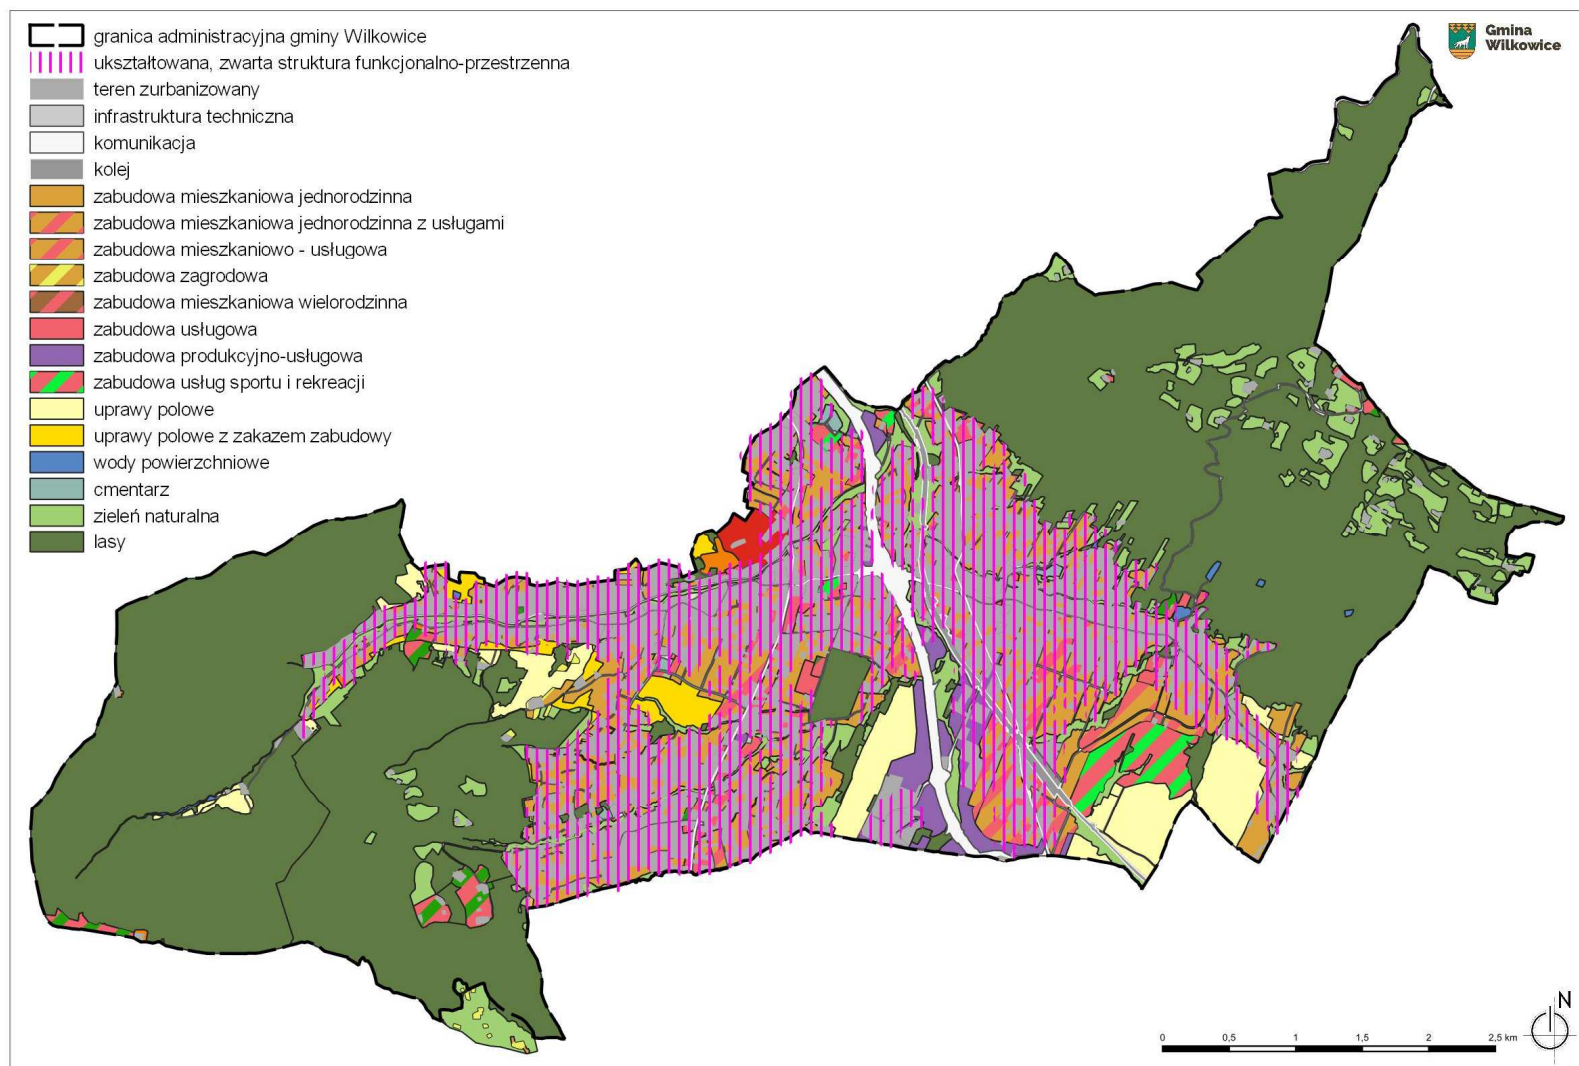 granica administracyjna gminy Wilkowice
ukształtowana, zwarta struktura funkcjonalno-przestrzenna
teren zurbanizowany
infrastruktura techniczna
komunikacja
kolej
zabudowa mieszkaniowa jednorodzinna
zabudowa mieszkaniowa jednorodzinna z usługami
zabudowa mieszkaniowo - usługowa
zabudowa zagrodowa
zabudowa mieszkaniowa wielorodzinna
zabudowa usługowa
zabudowa produkcyjno-usługowa
zabudowa usług sportu i rekreacji
uprawy polowe
uprawy polowe z zakazem zabudowy
wody powierzchniowe
cmentarz
zieleń naturalna
lasy
Gmina
Wilkowice
N
0 0,5 1 1,5 2 2,5 km